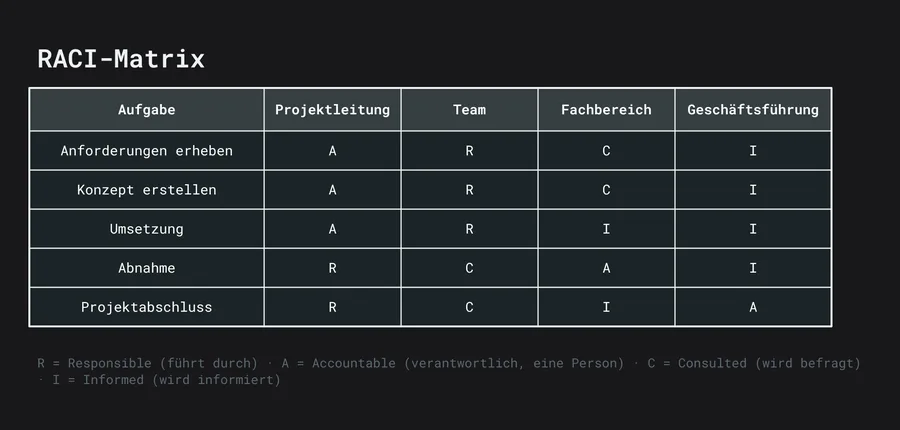 RACI-Matrix
Aufgabe Projektleitung Team Fachbereich Geschäftsführung
Anforderungen erheben A R C I
Konzept erstellen A R C I
Umsetzung A R I I
Abnahme R C A I
Projektabschluss R C I A
R = Responsible (führt durch) · A = Accountable (verantwortlich, eine Person) · C = Consulted (wird befragt)
· I = Informed (wird informiert)